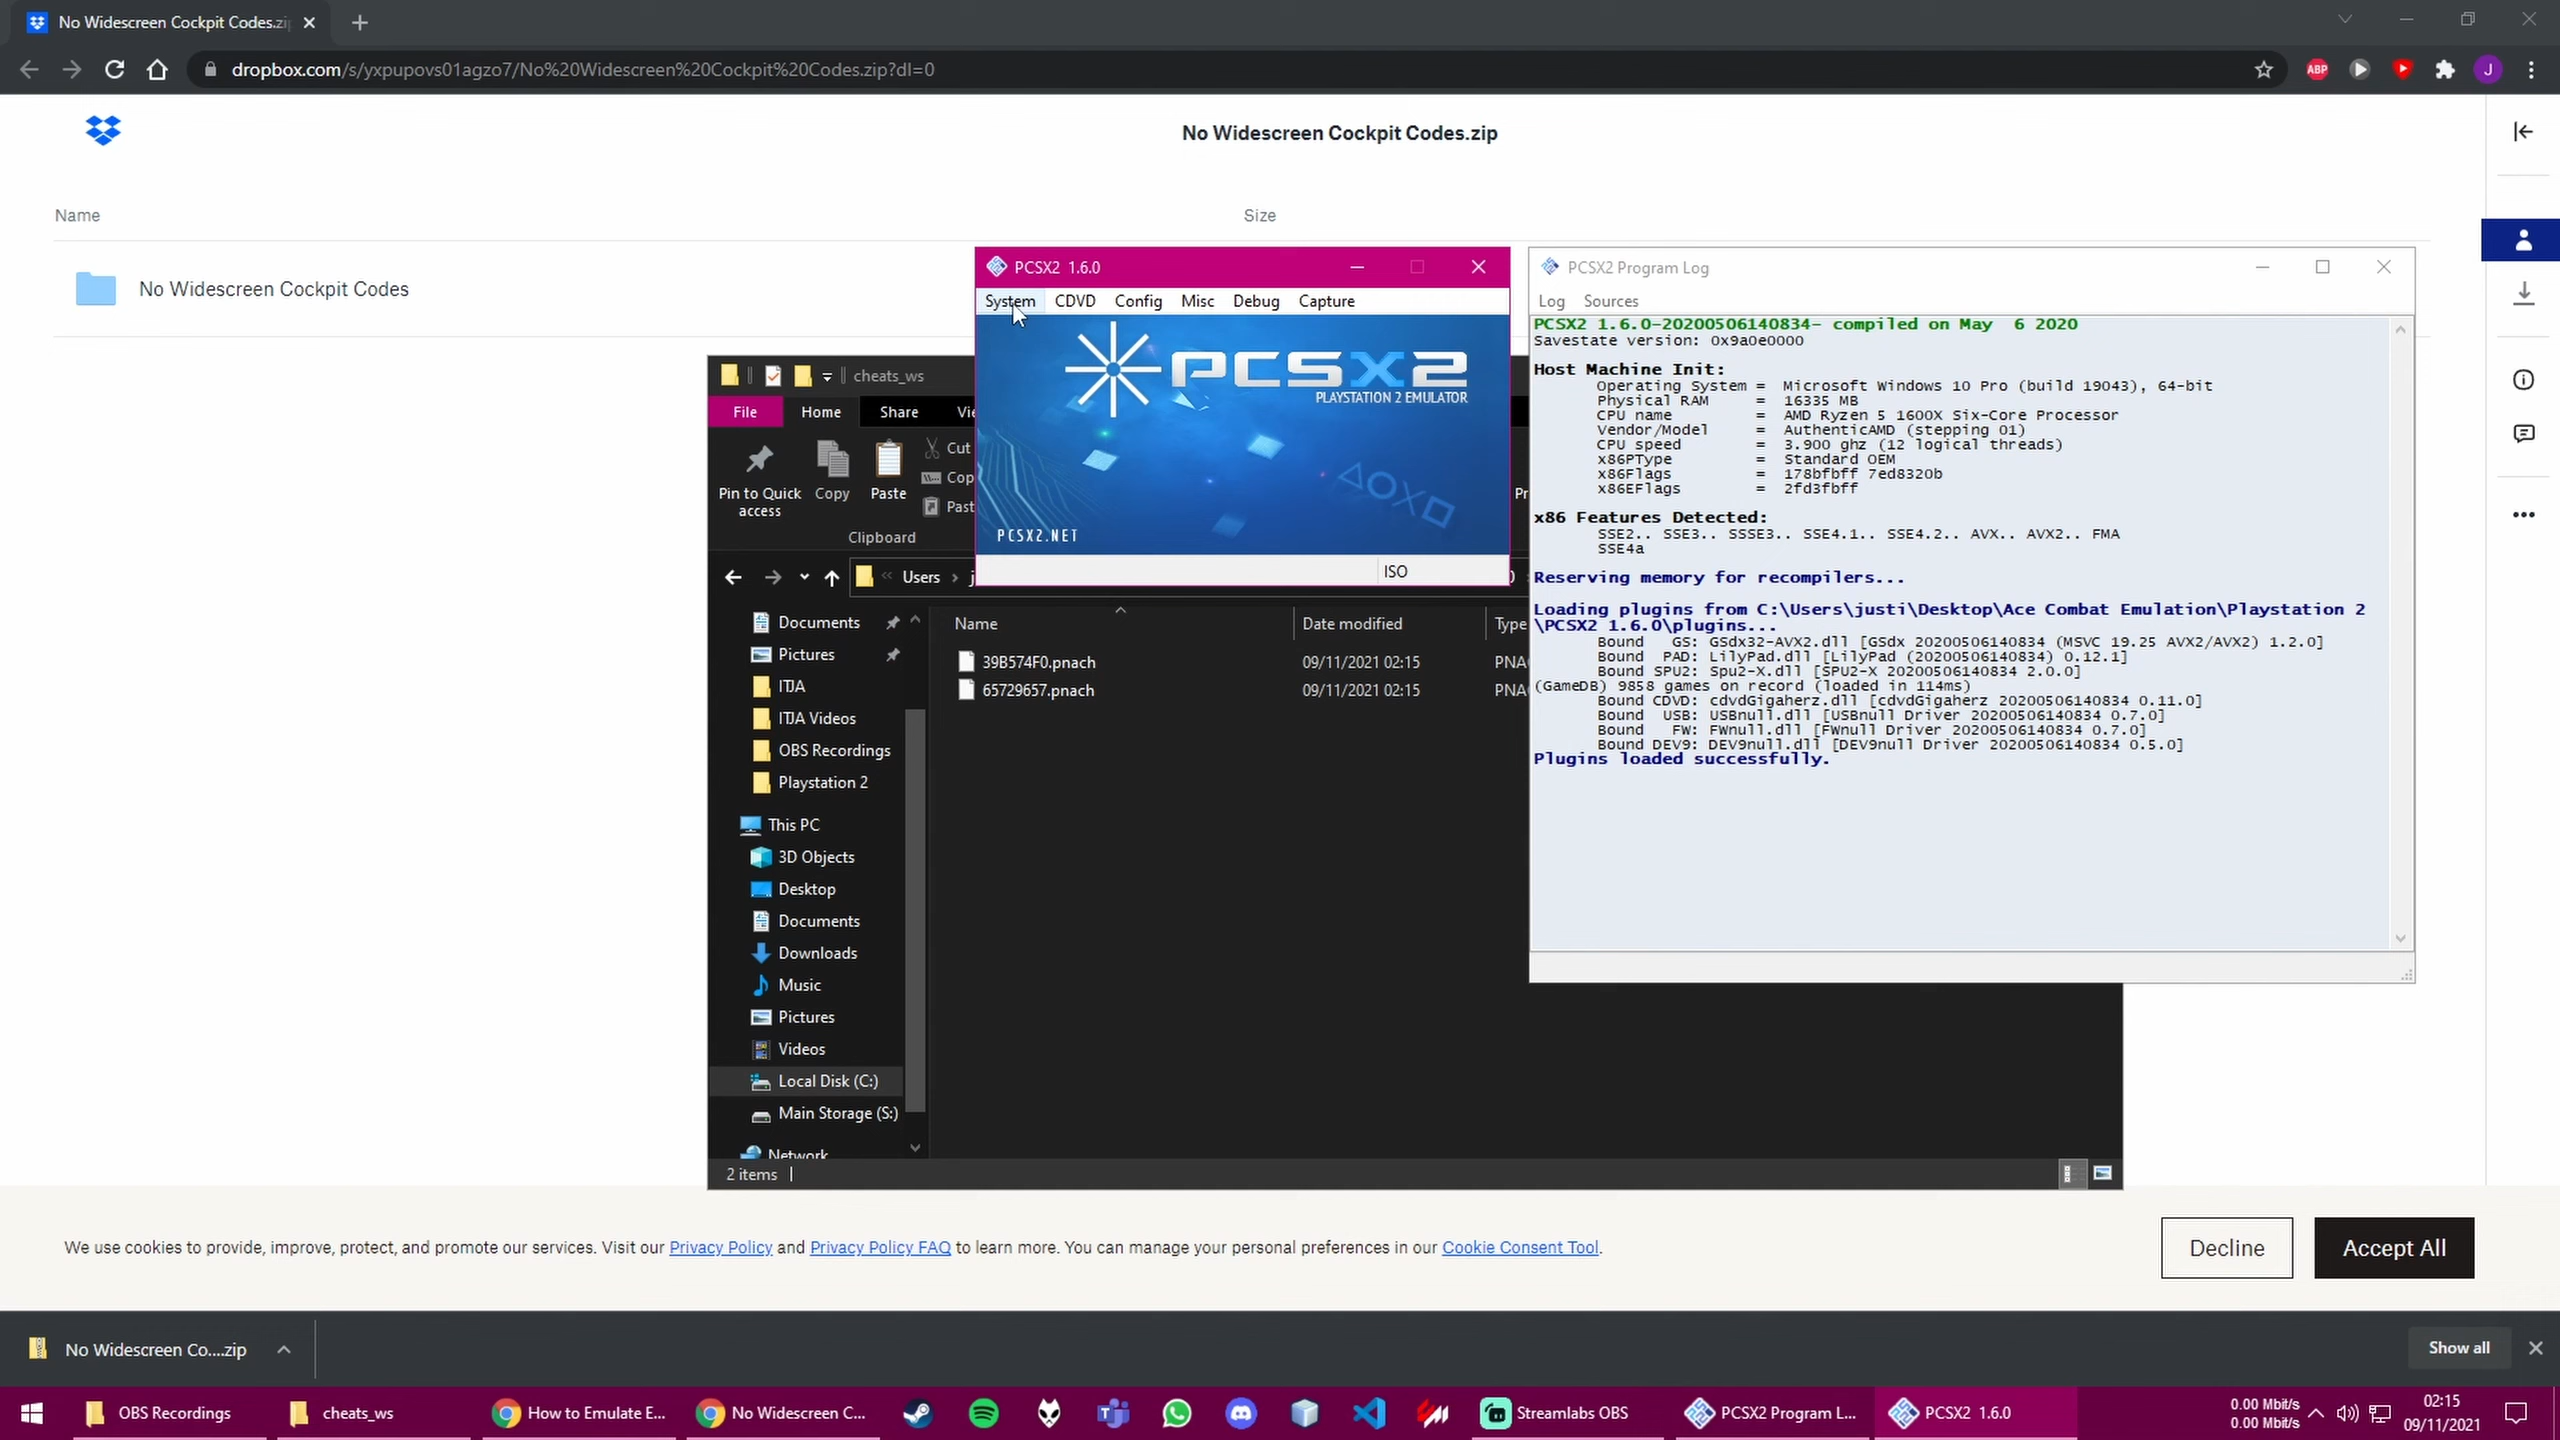 No Widescreen Cockpit Codes.zi
dropbox.com/s/yxpupovs01agzo7/No%20Widescreen%20Cockpit%20Codes.zip?dl=0
ABP
J
No Widescreen Cockpit Codes.zip
Name
Size
No Widescreen Cockpit Codes
PCSX2 1.6.0
System CDVD Config Misc Debug Capture
PCSX2
PLAYSTATION 2 EMULATOR
PCSX2.NET
ISO
PCSX2 Program Log
Log Sources
PCSX2 1.6.0-20200506140834- compiled on May  6 2020
Savestate version: 0x9a0e0000
Host Machine Init:
Operating System = Microsoft Windows 10 Pro (build 19043), 64-bit
Physical RAM = 16335 MB
CPU name = AMD Ryzen 5 1600X Six-Core Processor
Vendor/Model = AuthenticAMD (stepping 01)
CPU speed = 3.900 ghz (12 logical threads)
x86PType = Standard OEM
x86Flags = 178bfbff 7ed8320b
x86EFlags = 2fd3fbff
x86 Features Detected:
SSE2.. SSE3.. SSSE3.. SSE4.1.. SSE4.2.. AVX.. AVX2.. FMA
SSE4a
Reserving memory for recompilers...
Loading plugins from C:\Users\justi\Desktop\Ace Combat Emulation\Playstation 2
\PCSX2 1.6.0\plugins...
Bound GS: GSdx32-AVX2.dll [GSdx 20200506140834 (MSVC 19.25 AVX2/AVX2) 1.2.0]
Bound PAD: LilyPad.dll [LilyPad (20200506140834) 0.12.1]
Bound SPU2: Spu2-X.dll [SPU2-X 20200506140834 2.0.0]
(GameDB) 9858 games on record (loaded in 114ms)
Bound CDVD: cdvdGigaherz.dll [cdvdGigaherz 20200506140834 0.11.0]
Bound USB: USBnull.dll [USBnull Driver 20200506140834 0.7.0]
Bound FW: FWnull.dll [FWnull Driver 20200506140834 0.7.0]
Bound DEV9: DEV9null.dll [DEV9null Driver 20200506140834 0.5.0]
Plugins loaded successfully.
cheats_ws
File Home Share Vi
Pin to Quick access
Copy
Paste
Cut
Cop
Past
Clipboard
Users
Name Date modified Type
39B574F0.pnach 09/11/2021 02:15 PNA
65729657.pnach 09/11/2021 02:15 PNA
Documents
Pictures
ITJA
ITJA Videos
OBS Recordings
Playstation 2
This PC
3D Objects
Desktop
Documents
Downloads
Music
Pictures
Videos
Local Disk (C:)
Main Storage (S:)
Network
2 items
We use cookies to provide, improve, protect, and promote our services. Visit our Privacy Policy and Privacy Policy FAQ to learn more. You can manage your personal preferences in our Cookie Consent Tool.
Decline
Accept All
No Widescreen Co....zip
Show all
OBS Recordings
cheats_ws
How to Emulate E...
No Widescreen C...
Streamlabs OBS
PCSX2 Program L...
PCSX2 1.6.0
0.00 Mbit/s
0.00 Mbit/s
02:15
09/11/2021